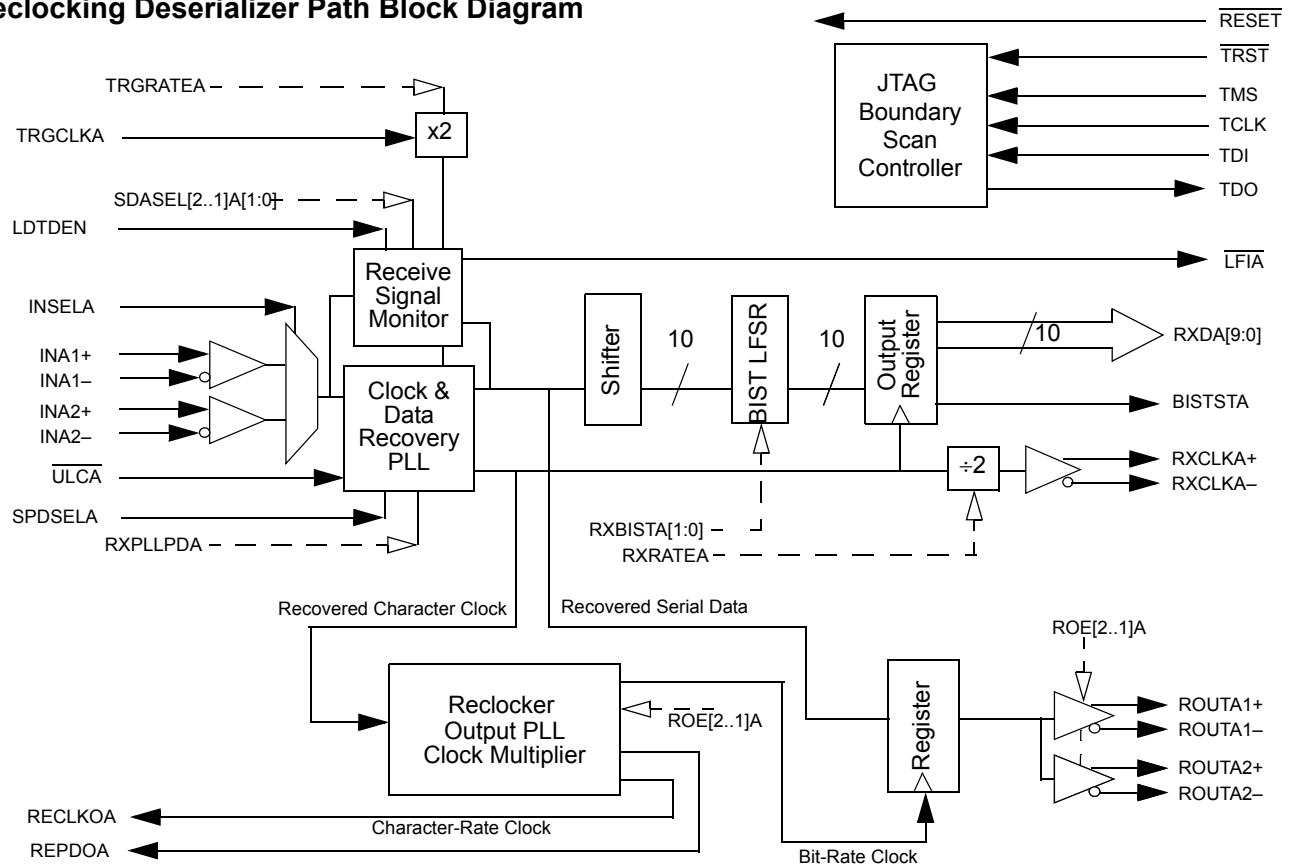 eclocking Deserializer Path Block Diagram
RESET
TRST
TMS
TCLK
TDI
TDO
JTAG
Boundary
Scan
Controller
TRGRATEA
TRGCLKA
x2
SDASEL[2..1]A[1:0]
LDTDEN
LFIA
Receive
Signal
Monitor
INSELA
INA1+
INA1–
INA2+
INA2–
ULCA
SPDSELA
RXPLLPDA
Clock &
Data
Recovery
PLL
Shifter
10
BIST LFSR
10
Output
Register
10
RXDA[9:0]
BISTSTA
÷2
RXCLKA+
RXCLKA–
RXBISTA[1:0]
RXRATEA
Recovered Character Clock
Recovered Serial Data
ROE[2..1]A
Reclocker
Output PLL
Clock Multiplier
ROE[2..1]A
Register
ROUTA1+
ROUTA1–
ROUTA2+
ROUTA2–
RECLKOA
Character-Rate Clock
REPDOA
Bit-Rate Clock